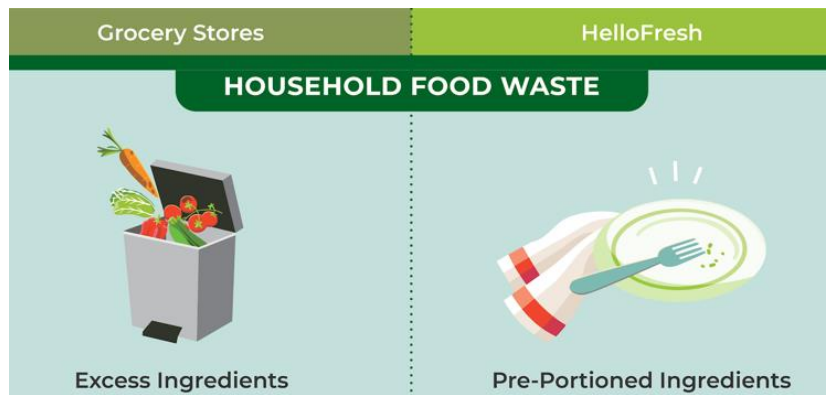 Grocery Stores
HelloFresh
HOUSEHOLD FOOD WASTE
Excess Ingredients
Pre-Portioned Ingredients